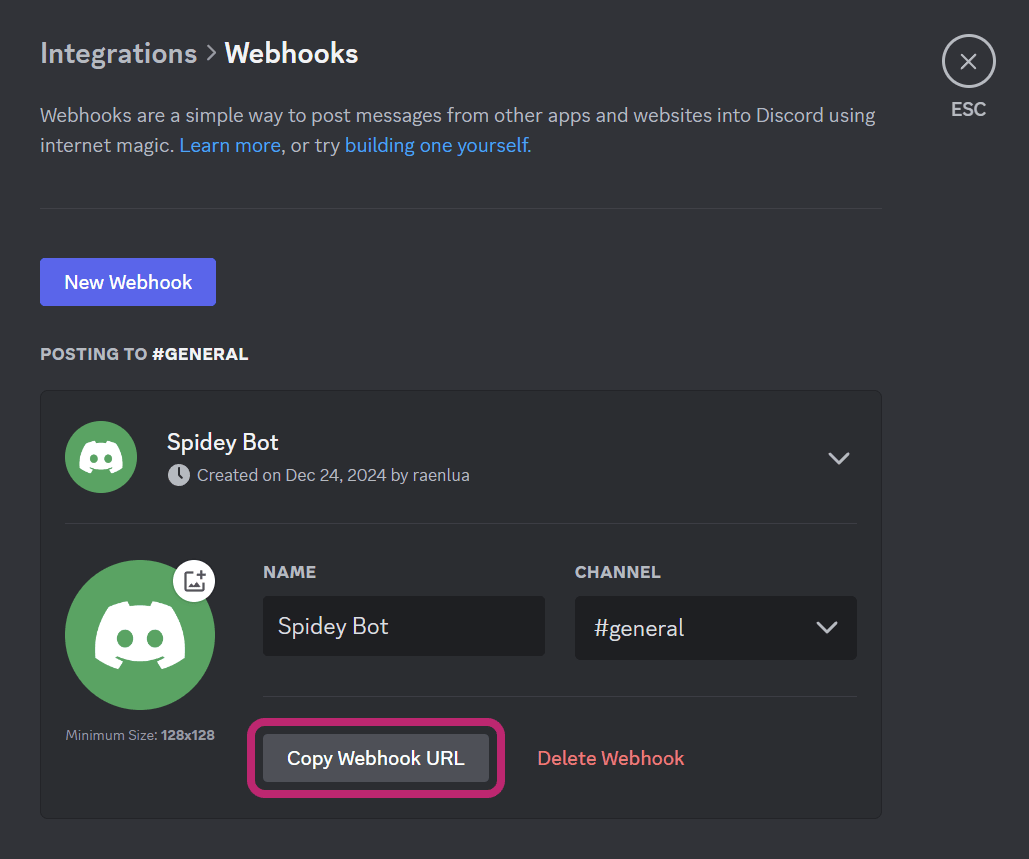 Integrations > Webhooks
ESC
Webhooks are a simple way to post messages from other apps and websites into Discord using
internet magic. Learn more, or try building one yourself.
New Webhook
POSTING TO #GENERAL
Spidey Bot
Created on Dec 24, 2024 by raenlua
NAME
CHANNEL
Spidey Bot
#general
Minimum Size: 128x128
Copy Webhook URL
Delete Webhook